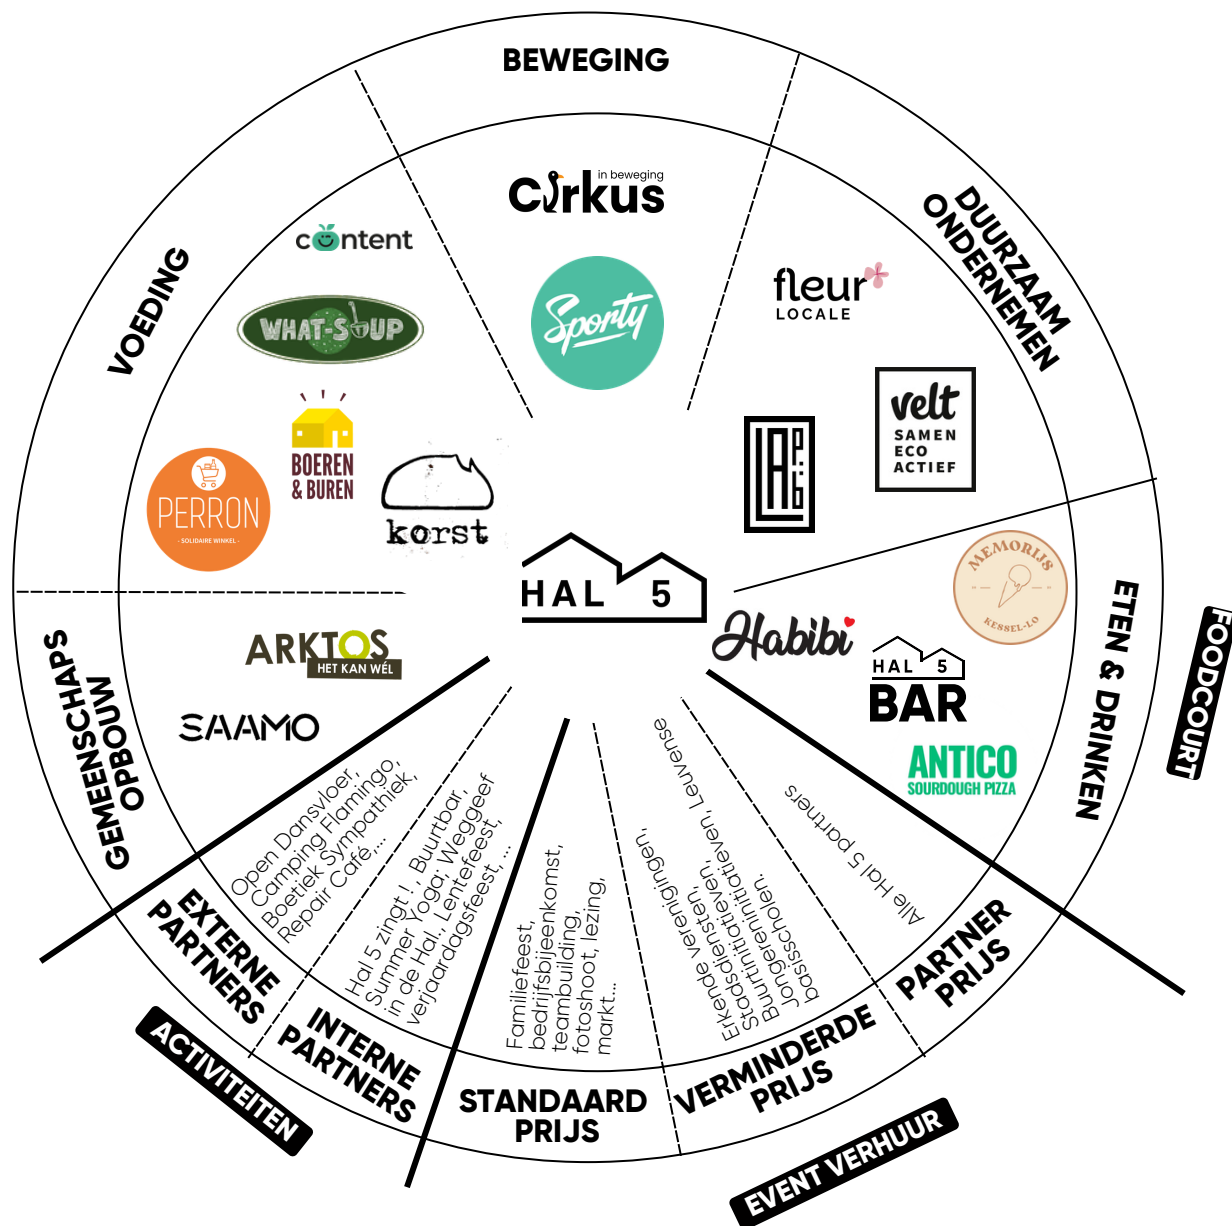 BEWEGING
in beweging
Cirkus
Sporty
DUURZAAM
ONDERNEMEN
fleur
LOCALE
velt
SAMEN
ECO
ACTIEF
LAP:b
ETEN & DRINKEN
FOODCOURT
MEMORIJS
KESSEL-LO
Habibi
HAL 5
BAR
ANTICO
SOURDOUGH PIZZA
PARTNER
PRIJS
Alle Hal 5 partners
VERMINDERDE
PRIJS
Erkende verenigingen,
Stadsdiensten,
Buurtinitiatieven,
Jongereninitiatieven, Leuvense
basisscholen.
EVENT VERHUUR
STANDAARD
PRIJS
Familiefeest,
bedrijfsbijeenkomst,
teambuilding,
fotoshoot, lezing,
markt...
INTERNE
PARTNERS
Hal 5 zingt! , Buurtbar,
Summer Yoga; Weggeef
in de Hal, Lentefeest,
verjaardagsfeest, ...
EXTERNE
PARTNERS
Open Dansvloer,
Camping Flamingo,
Boetiek Sympathiek,
Repair Café,...
ACTIVITEITEN
GEMEENSCHAPS
OPBOUW
ARKTOS
HET KAN WÉL
SAAMO
VOEDING
content
WHAT-SOUP
BOEREN
& BUREN
PERRON
- SOLIDAIRE WINKEL -
korst
HAL 5